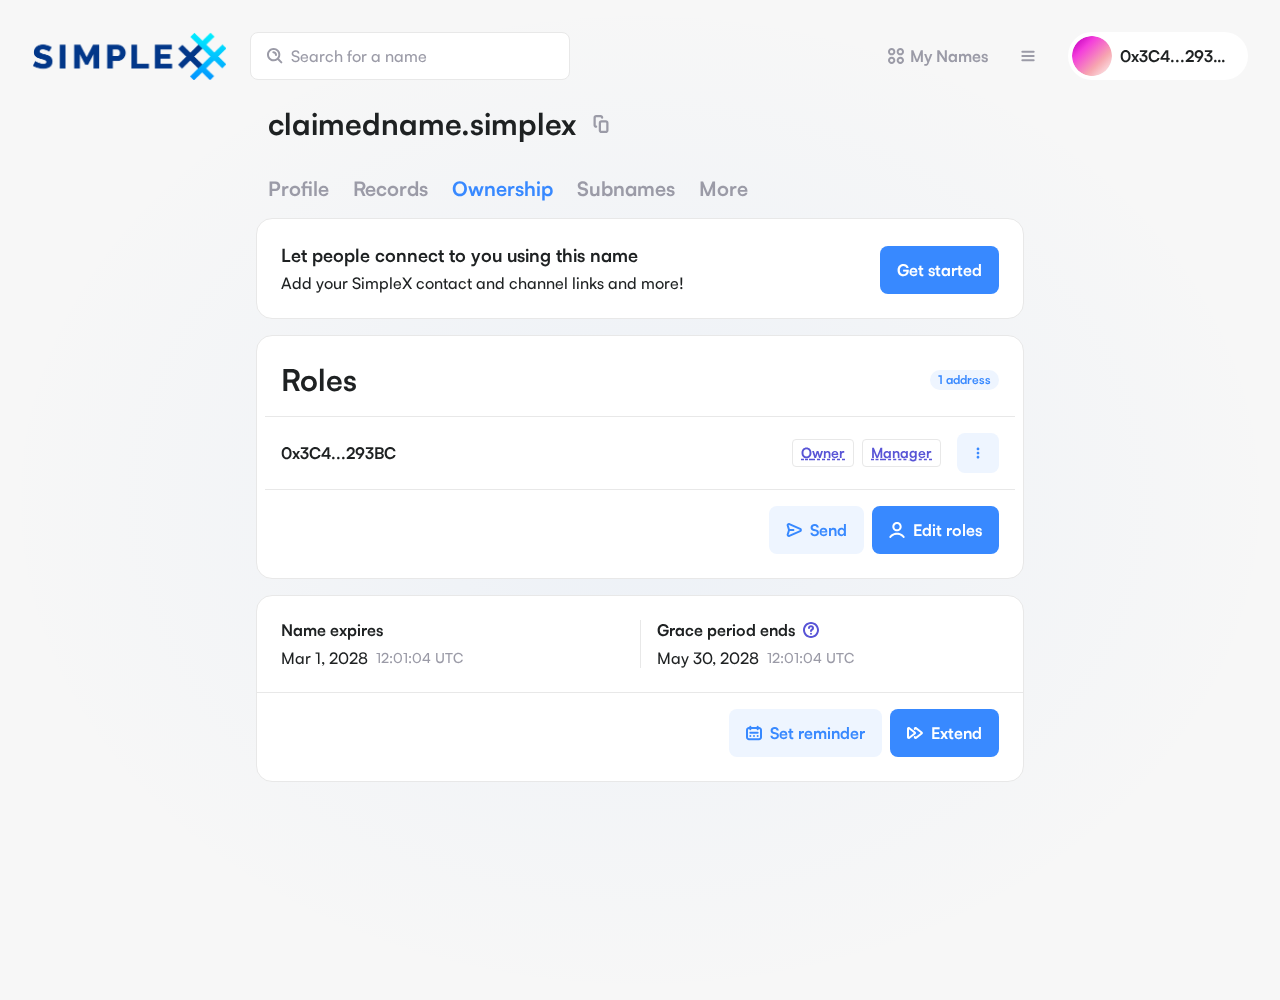 SIMPLEX
Search for a name
My Names
0x3C4...293...
claimedname.simplex
Profile Records Ownership Subnames More
Let people connect to you using this name
Add your SimpleX contact and channel links and more!
Get started
Roles
1 address
0x3C4...293BC
Owner Manager
Send Edit roles
Name expires
Mar 1, 2028 12:01:04 UTC
Grace period ends
May 30, 2028 12:01:04 UTC
Set reminder Extend